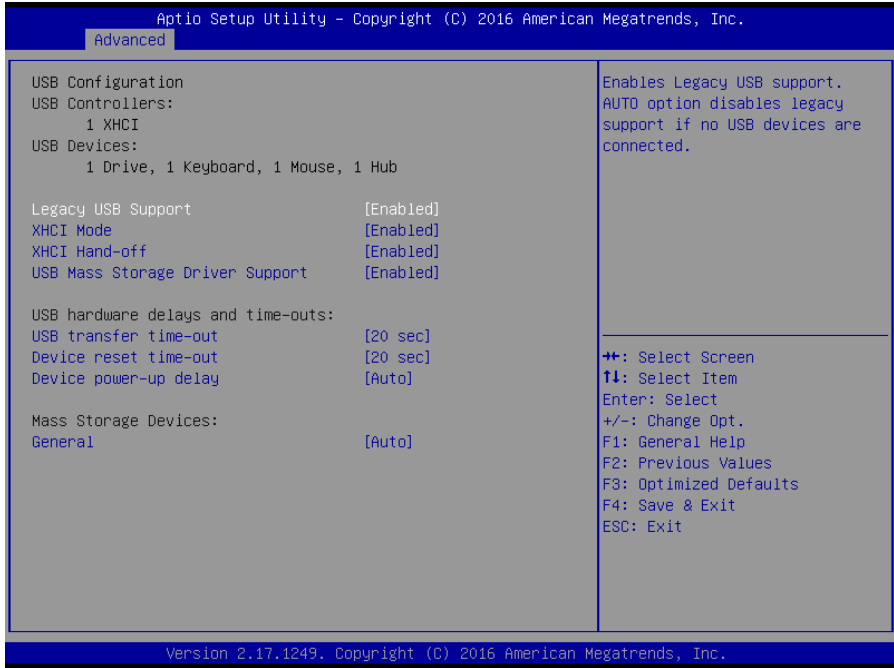 Aptio Setup Utility – Copyright (C) 2016 American Megatrends, Inc.
Advanced
USB Configuration
USB Controllers:
1 XHCI
USB Devices:
1 Drive, 1 Keyboard, 1 Mouse, 1 Hub
Legacy USB Support [Enabled]
XHCI Mode [Enabled]
XHCI Hand-off [Enabled]
USB Mass Storage Driver Support [Enabled]
USB hardware delays and time-outs:
USB transfer time-out [20 sec]
Device reset time-out [20 sec]
Device power-up delay [Auto]
Mass Storage Devices:
General [Auto]
Enables Legacy USB support.
AUTO option disables legacy
support if no USB devices are
connected.
→←: Select Screen
↑↓: Select Item
Enter: Select
+/-: Change Opt.
F1: General Help
F2: Previous Values
F3: Optimized Defaults
F4: Save & Exit
ESC: Exit
Version 2.17.1249. Copyright (C) 2016 American Megatrends, Inc.